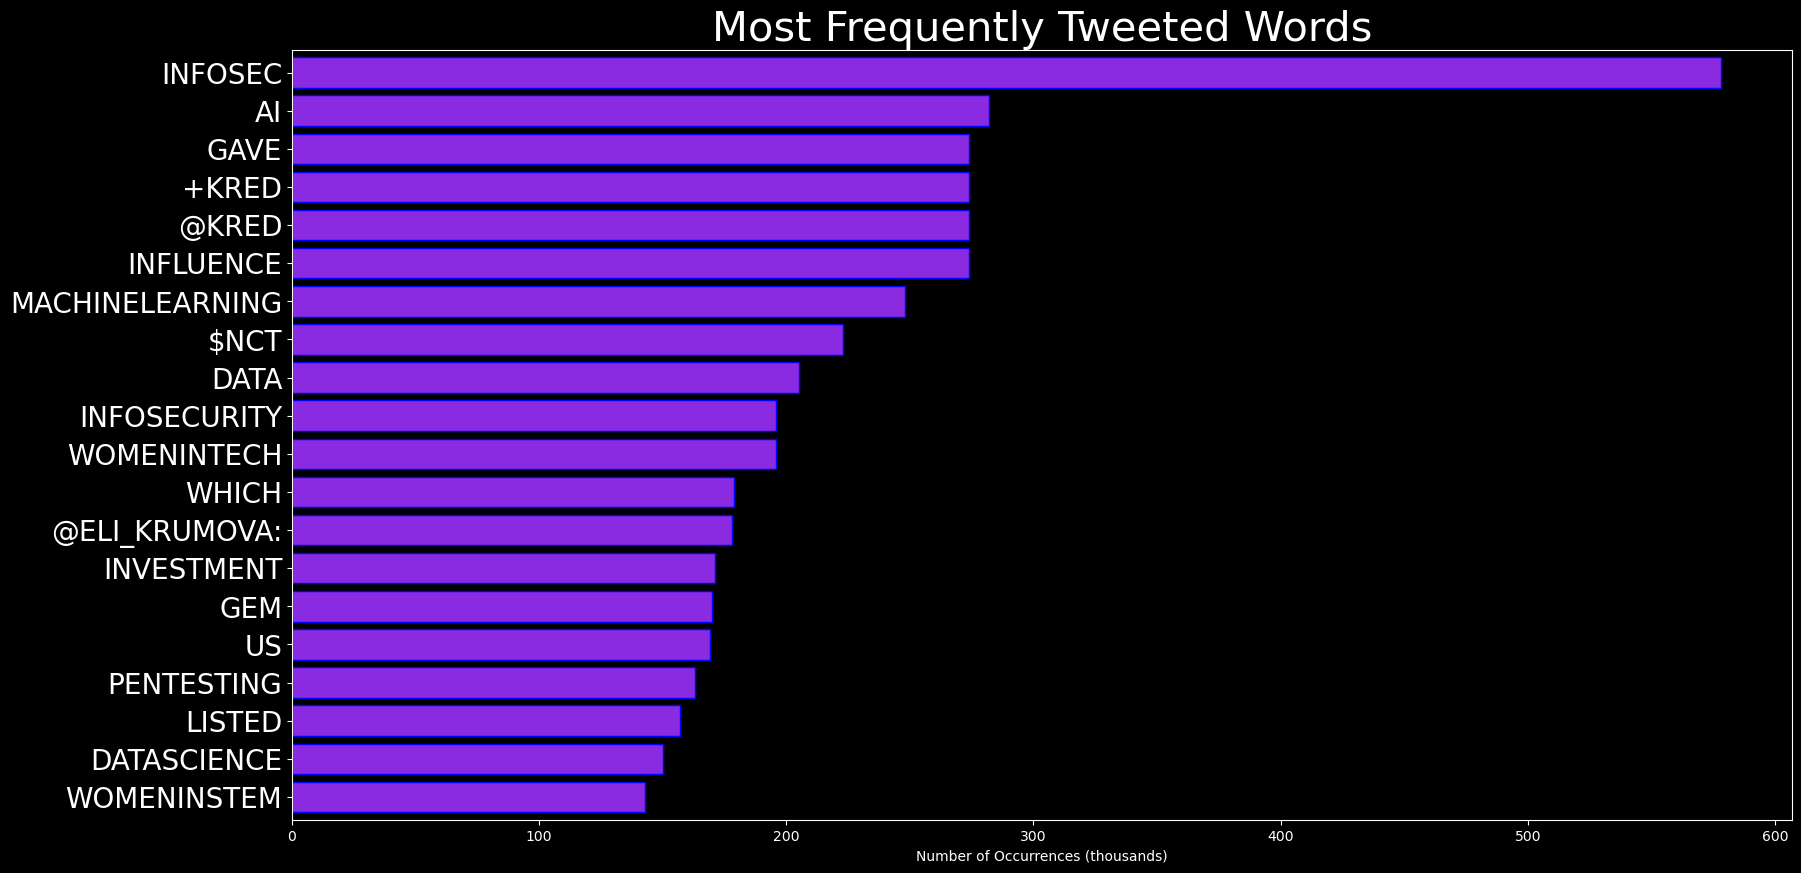 Most Frequently Tweeted Words
INFOSEC
AI
GAVE
+KRED
@KRED
INFLUENCE
MACHINELEARNING
$NCT
DATA
INFOSECURITY
WOMENINTECH
WHICH
@ELI_KRUMOVA:
INVESTMENT
GEM
US
PENTESTING
LISTED
DATASCIENCE
WOMENINSTEM
0 100 200 300 400 500 600
Number of Occurrences (thousands)